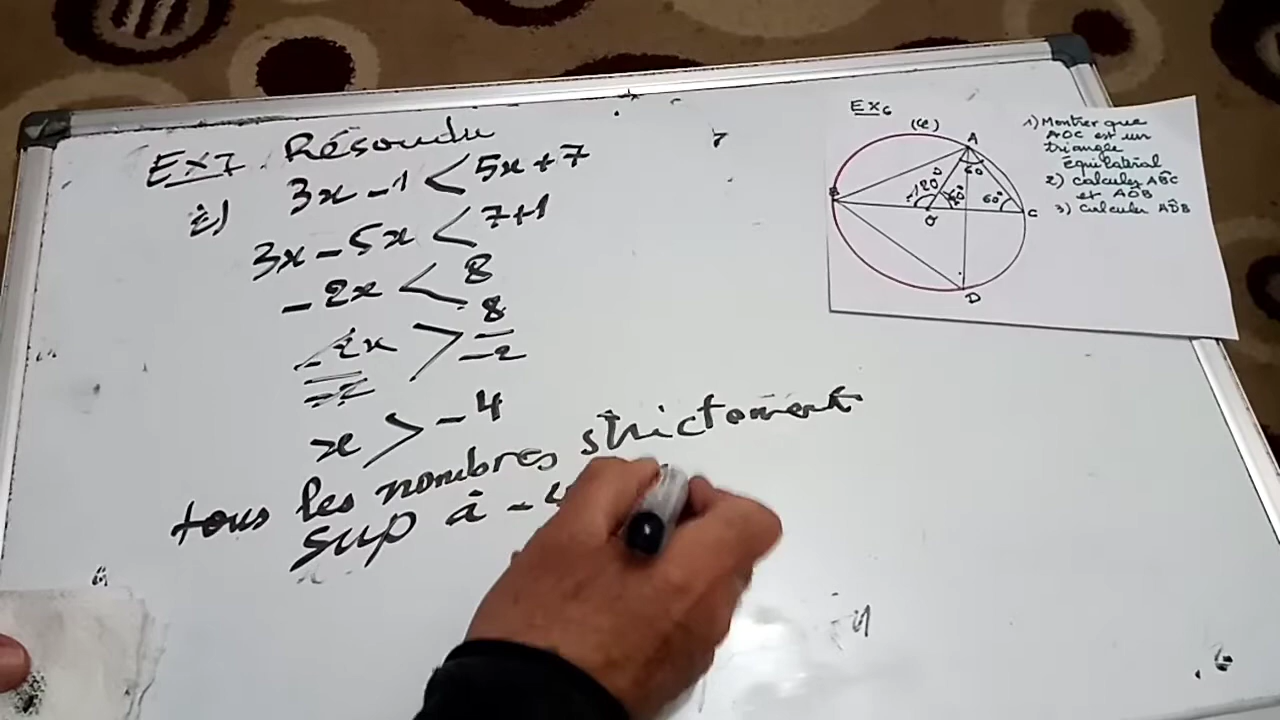 Ex7 Résoudre
i) 3x - 1 < 5x + 7
3x - 5x < 7+1
- 2x < 8
-2x/-2 > 8/-2
x > - 4
tous les nombres strictement
sup à - 4
Ex6
(C)
A
B
C
D
O
60
120
60°
60°
1) Montrer que
AOC est un
triangle
équilatéral
2) Calculer ABC
et AOB
3) Calculer ADB